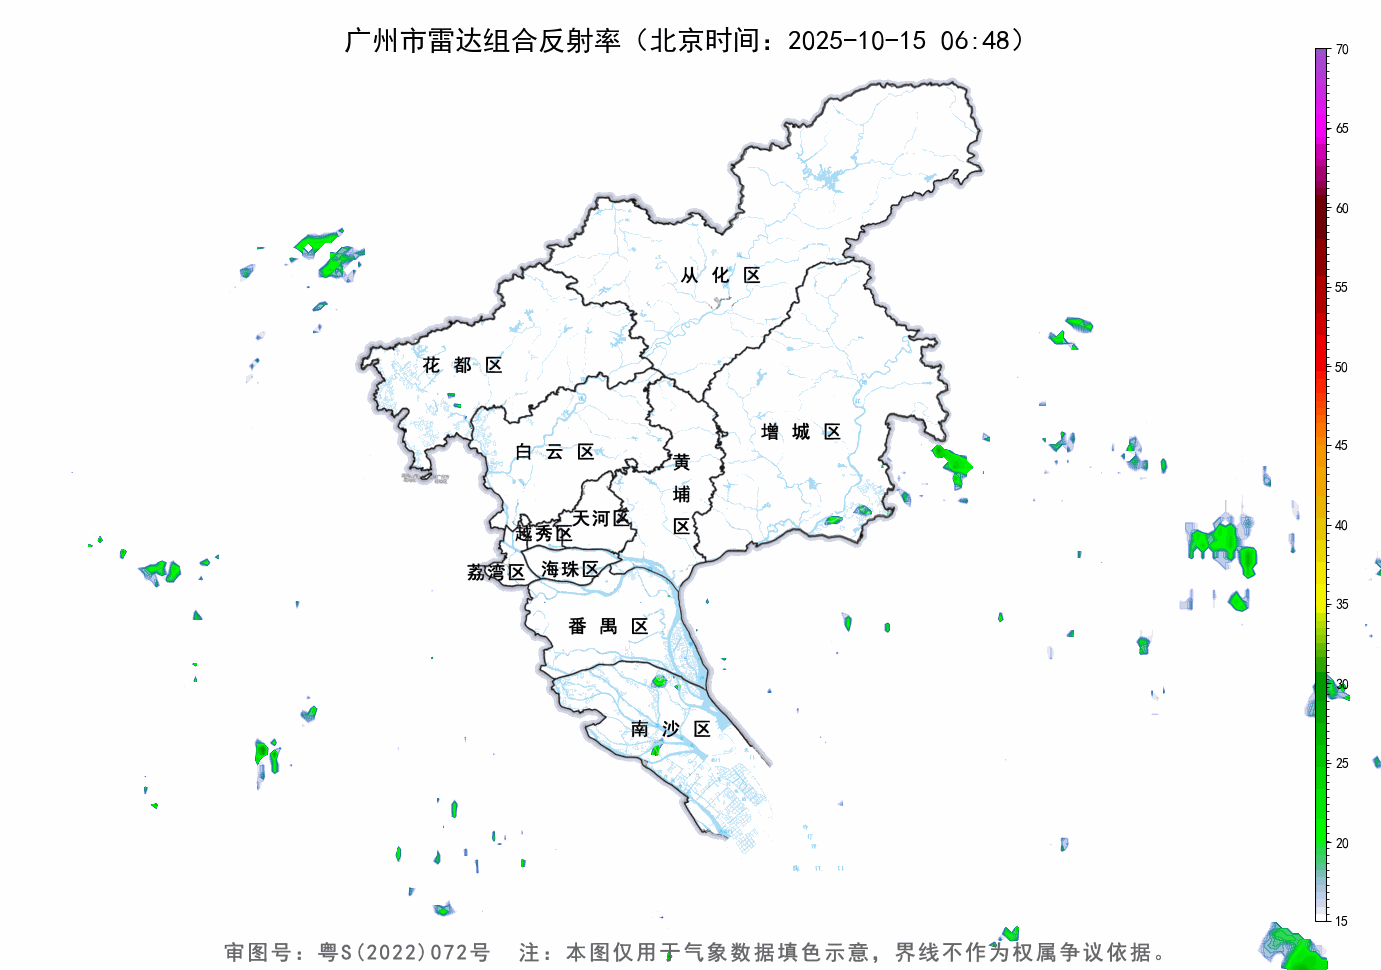 广州市雷达组合反射率（北京时间：2025-10-15 06:48）
70
65
60
55
50
45
40
35
30
25
20
15
从化区
花都区
增城区
白云区
黄埔区
天河区
越秀区
荔湾区
海珠区
番禺区
南沙区
审图号：粤S(2022)072号 注：本图仅用于气象数据填色示意，界线不作为权属争议依据。